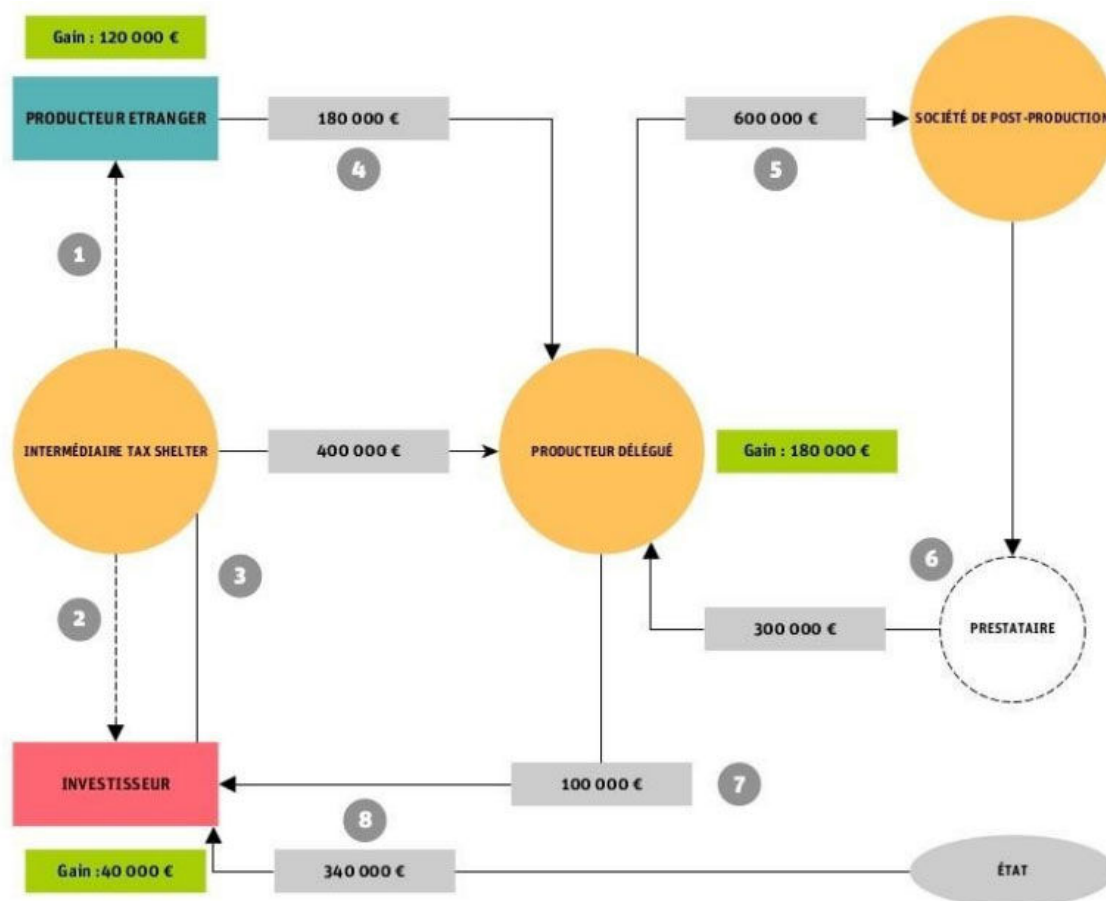 Gain : 120 000 €
PRODUCTEUR ETRANGER
180 000 €
4
600 000 €
5
SOCIÉTÉ DE POST-PRODUCTION
1
INTERMÉDIAIRE TAX SHELTER
400 000 €
PRODUCTEUR DÉLÉGUÉ
Gain : 180 000 €
3
2
6
300 000 €
PRESTATAIRE
INVESTISSEUR
100 000 €
7
8
Gain :40 000 €
340 000 €
ÉTAT